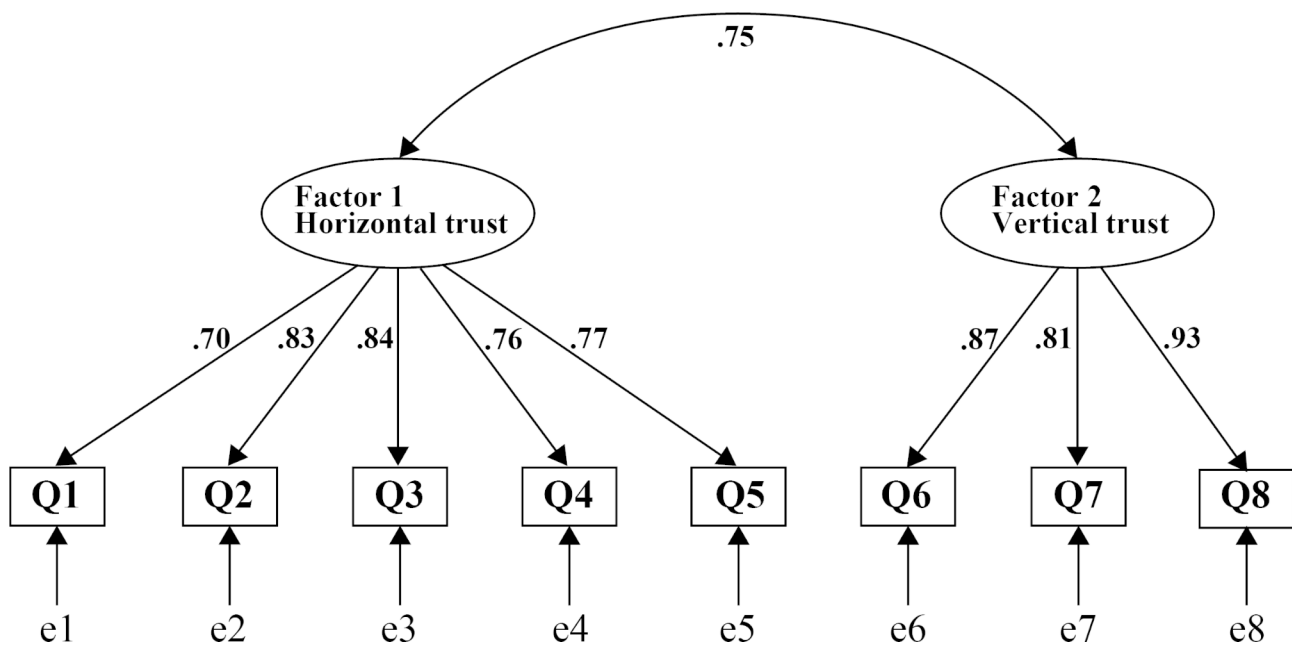 .75
Factor 1
Horizontal trust
Factor 2
Vertical trust
.70 .83 .84 .76 .77 .87 .81 .93
Q1 Q2 Q3 Q4 Q5 Q6 Q7 Q8
e1 e2 e3 e4 e5 e6 e7 e8